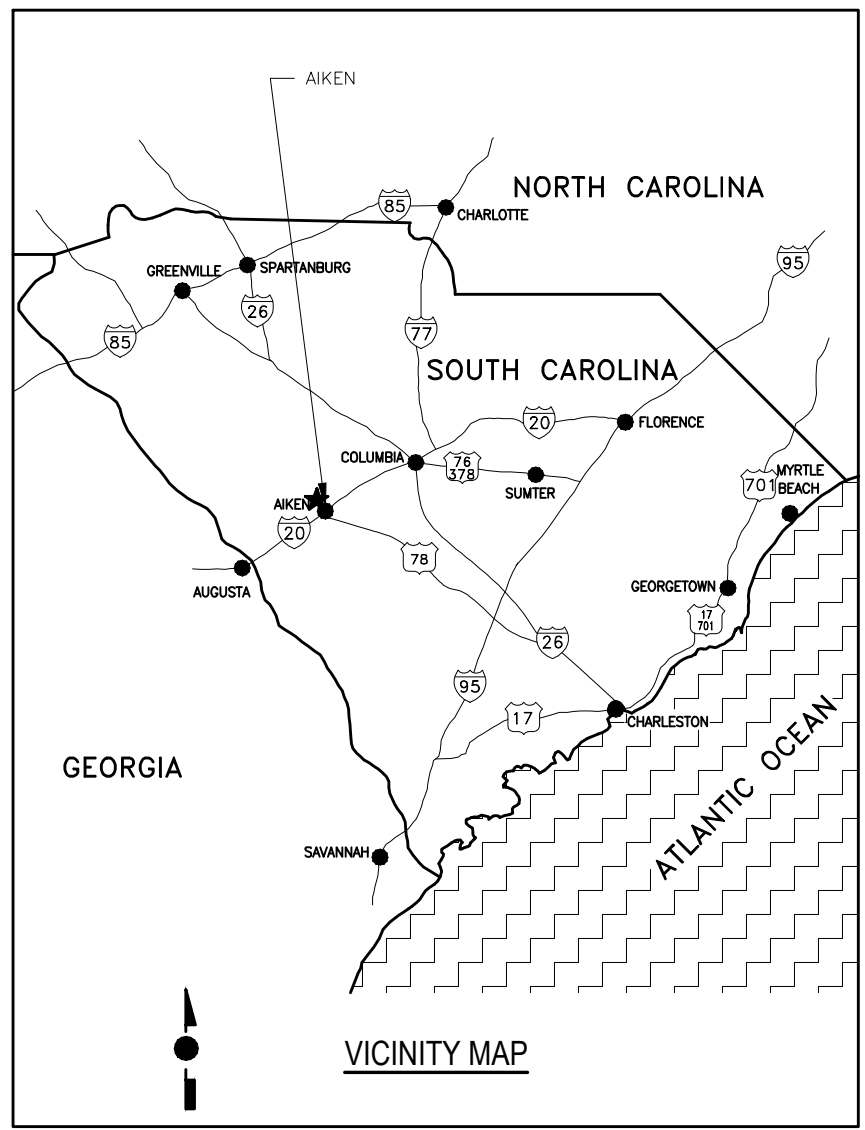 AIKEN
NORTH CAROLINA
85
CHARLOTTE
95
GREENVILLE
SPARTANBURG
26
77
85
SOUTH CAROLINA
20
FLORENCE
COLUMBIA
76
378
SUMTER
MYRTLE
BEACH
701
AIKEN
20
78
AUGUSTA
GEORGETOWN
17
701
26
95
17
CHARLESTON
GEORGIA
ATLANTIC OCEAN
SAVANNAH
VICINITY MAP